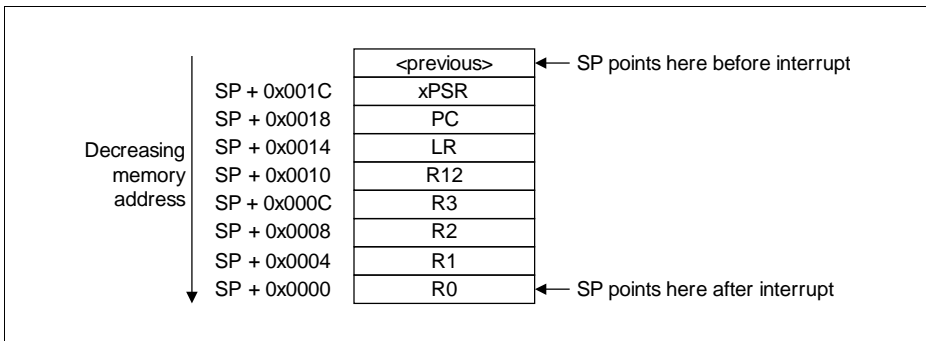 <previous> SP points here before interrupt
SP + 0x001C xPSR
SP + 0x0018 PC
SP + 0x0014 LR
Decreasing
memory
address
SP + 0x0010 R12
SP + 0x000C R3
SP + 0x0008 R2
SP + 0x0004 R1
SP + 0x0000 R0 SP points here after interrupt